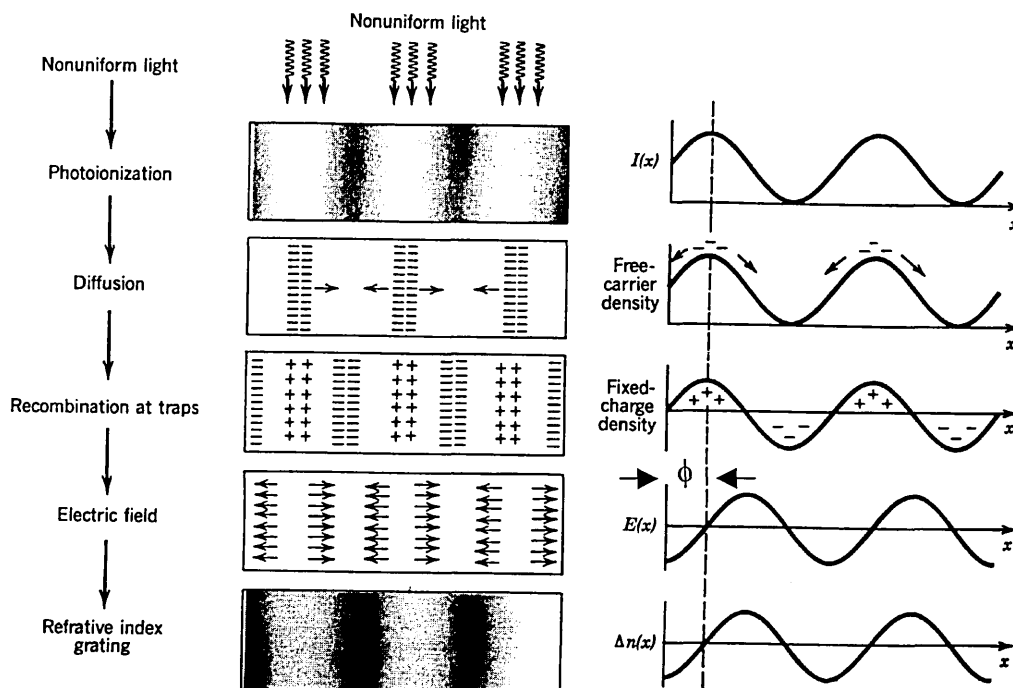 Nonuniform light
Nonuniform light
Photoionization
Diffusion
Recombination at traps
Electric field
Refrative index
grating
I(x)
x
Free-
carrier
density
x
Fixed-
charge
density
x
ϕ
E(x)
x
Δn(x)
x